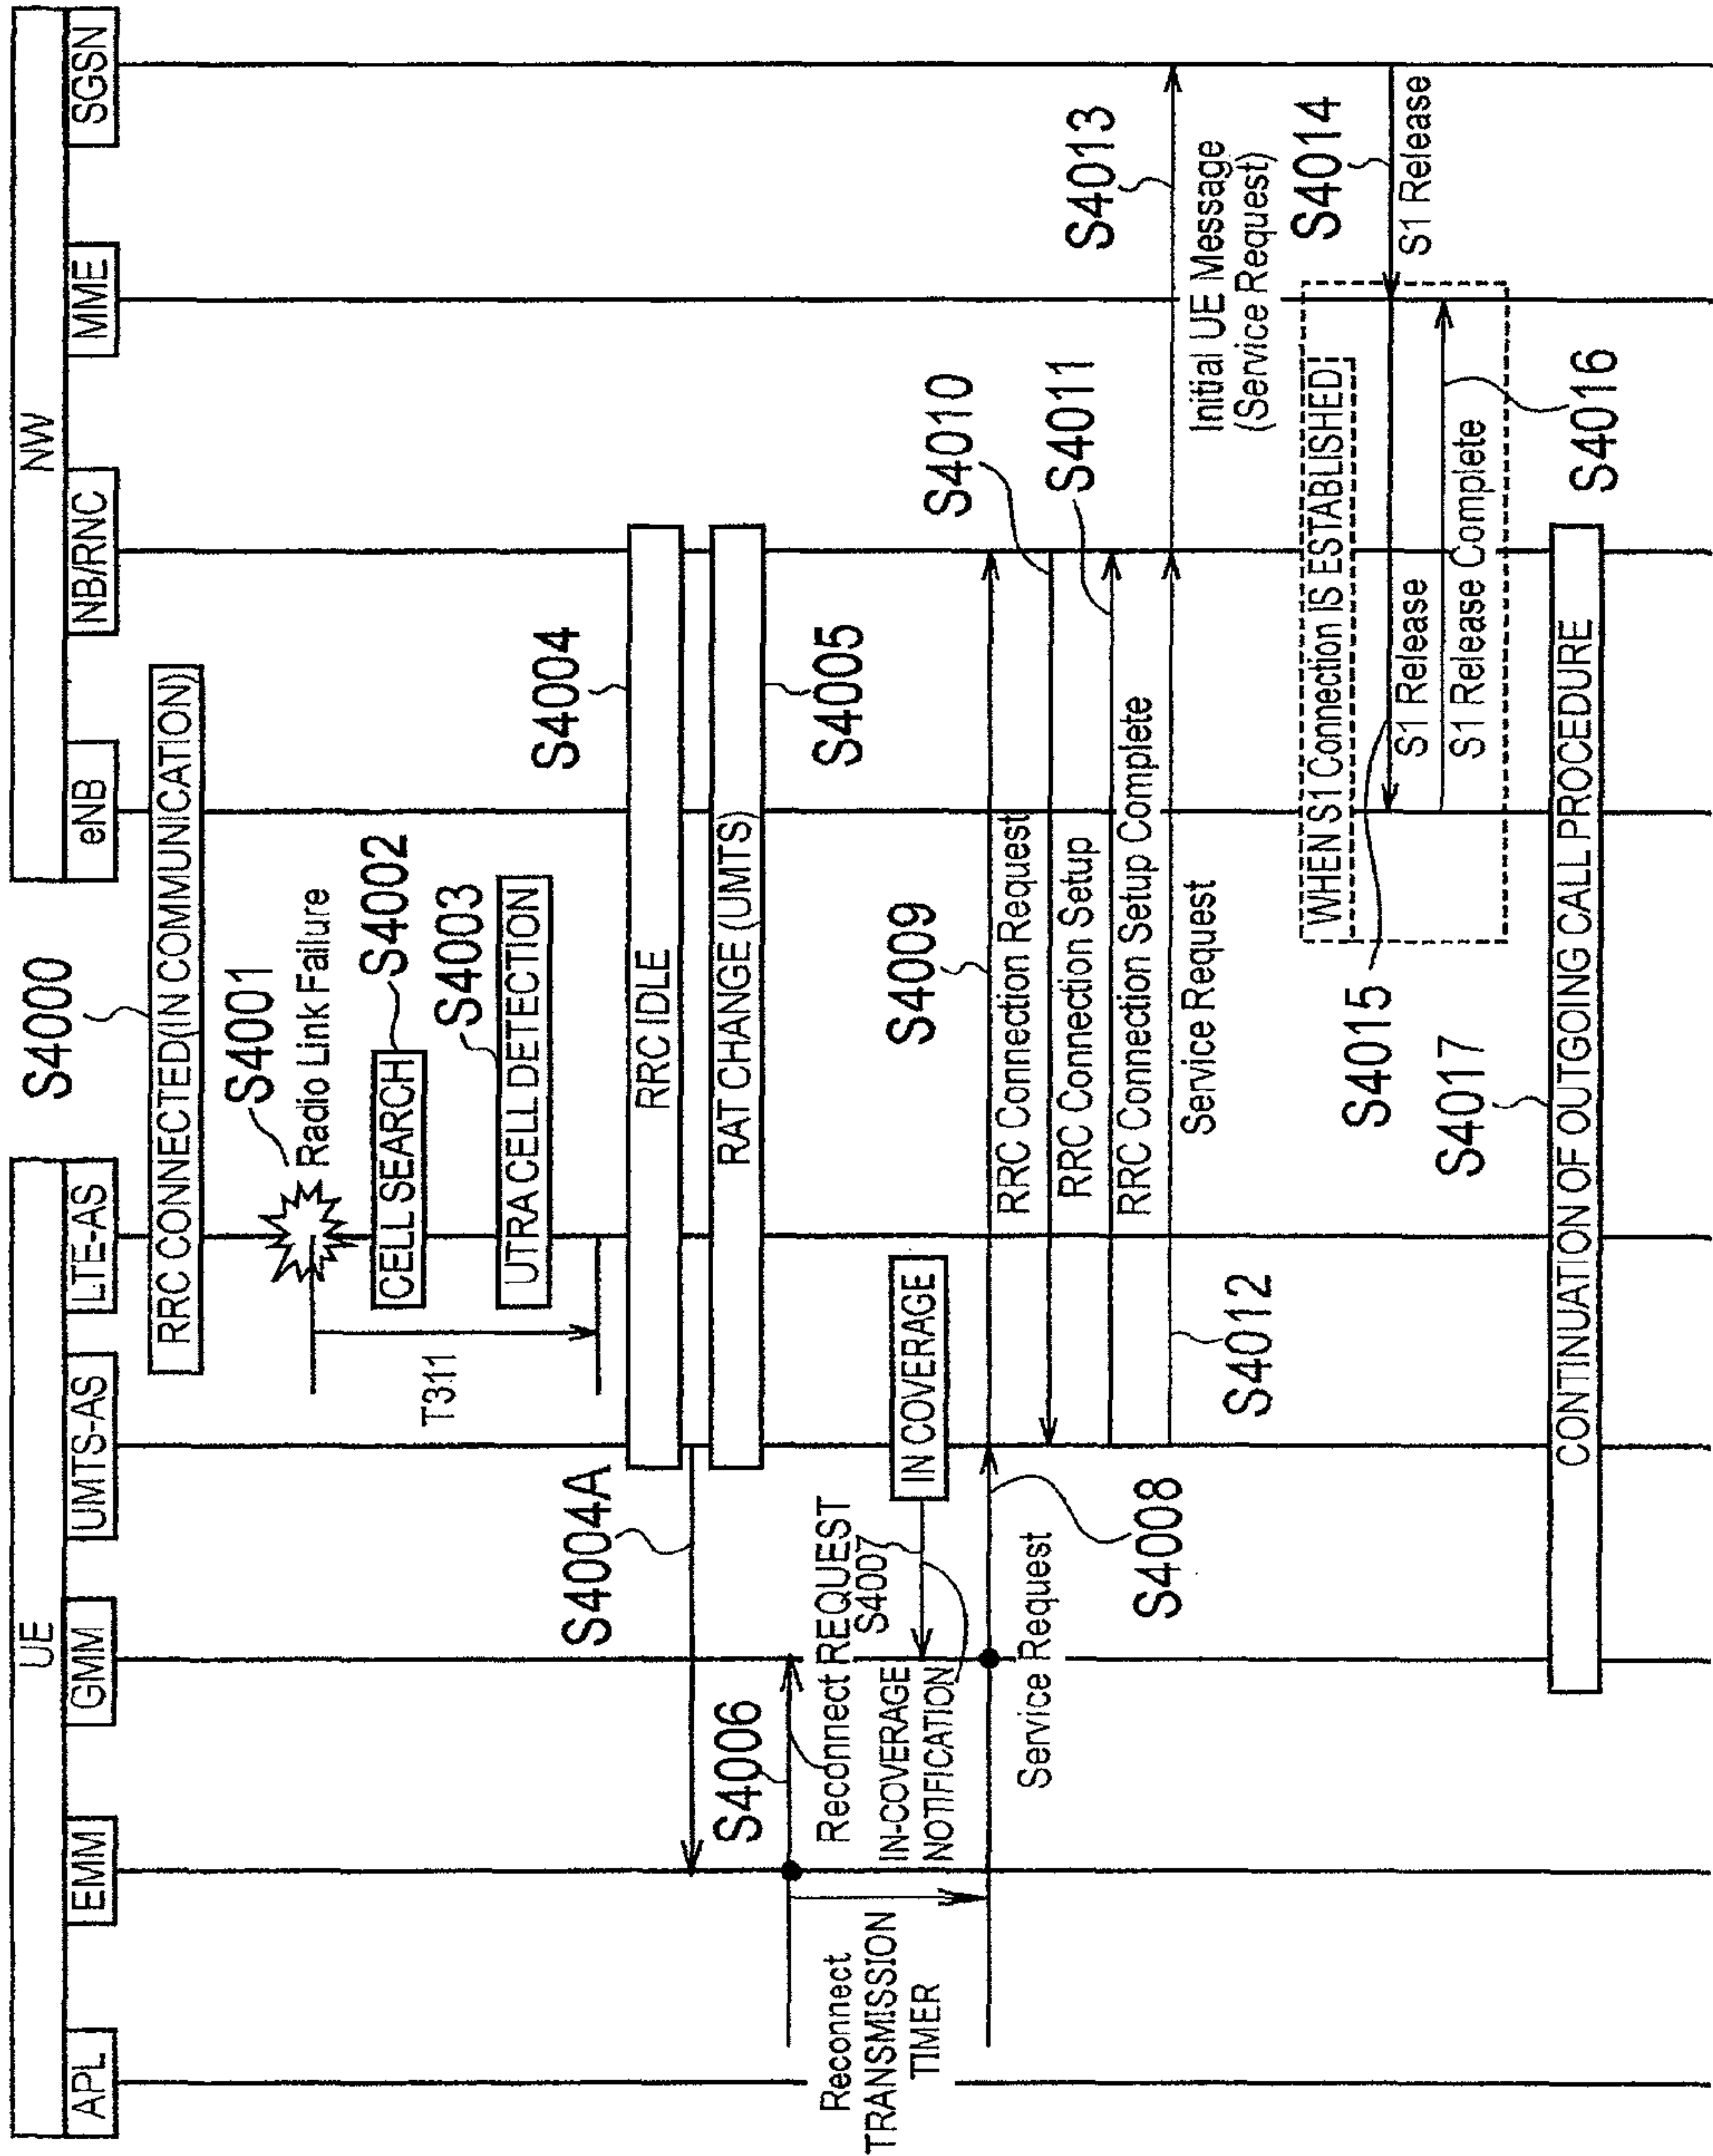 UE
NW
APL
EMM
GMM
UMTS-AS
LTE-AS
eNB
NB/RNC
MME
SGSN
S4000
RRC CONNECTED(IN COMMUNICATION)
S4001
Radio Link Failure
T311
CELL SEARCH
S4002
S4003
UTRA CELL DETECTION
S4004
RRC IDLE
S4004A
RAT CHANGE (UMTS)
S4005
S4006
Reconnect REQUEST
Reconnect
TRANSMISSION
TIMER
S4007
IN-COVERAGE
NOTIFICATION
IN COVERAGE
S4008
Service Request
S4009
RRC Connection Request
S4010
RRC Connection Setup
S4011
RRC Connection Setup Complete
S4012
Service Request
S4013
Initial UE Message
(Service Request)
S4014
S1 Release
WHEN S1 Connection IS ESTABLISHED
S4015
S1 Release
S1 Release Complete
S4016
S4017
CONTINUATION OF OUTGOING CALL PROCEDURE